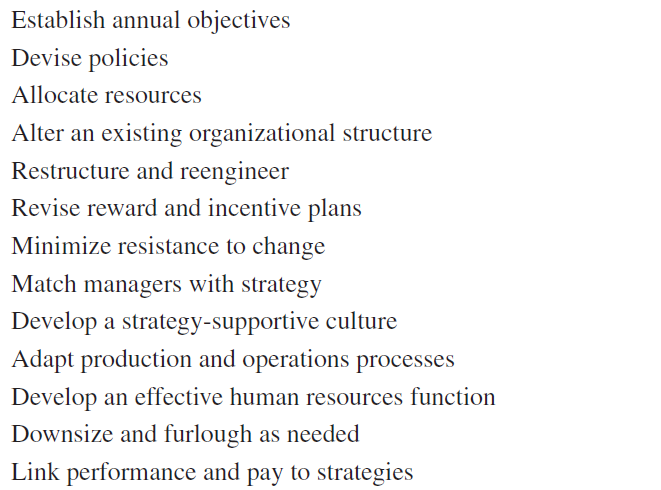 Establish annual objectives
Devise policies
Allocate resources
Alter an existing organizational structure
Restructure and reengineer
Revise reward and incentive plans
Minimize resistance to change
Match managers with strategy
Develop a strategy-supportive culture
Adapt production and operations processes
Develop an effective human resources function
Downsize and furlough as needed
Link performance and pay to strategies